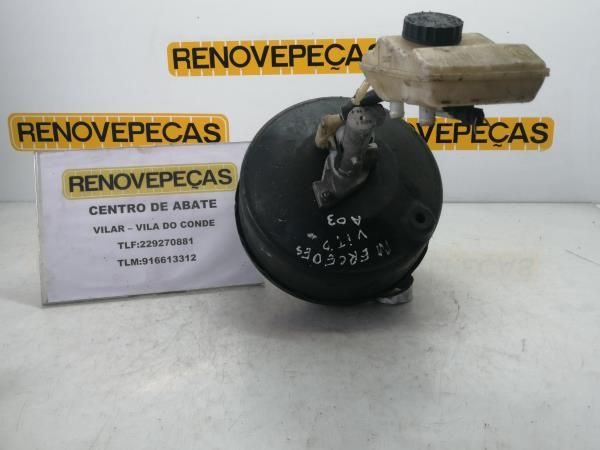 RENOVEPEÇAS
RENOVEPEÇAS
RENOVEPEÇAS
RENOVEPEÇAS
CENTRO DE ABATE
VILAR – VILA DO CONDE
TLF:229270881
TLM:916613312
MERCEDES
VITO
A03